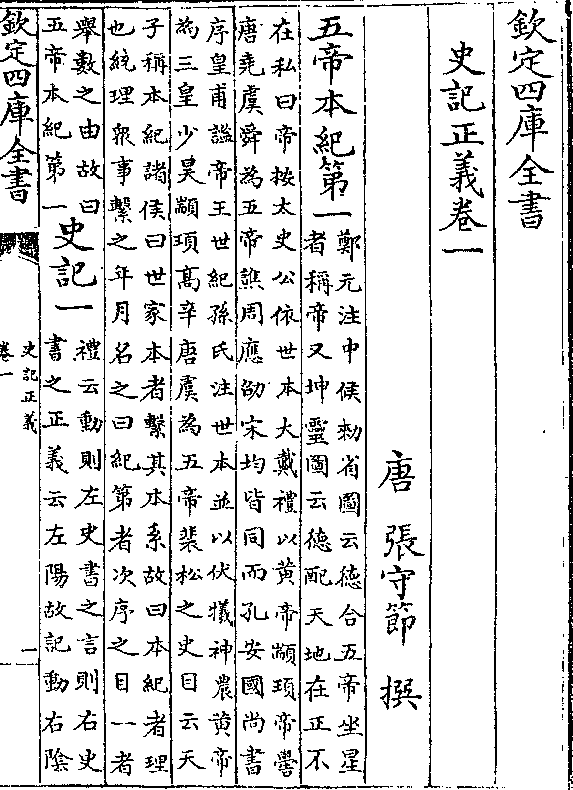 欽定四庫全書
史記正義卷一
唐 張守節 撰
五帝本紀第一
鄭元注中候勑省圖云德合五帝坐星
者稱帝又坤靈圖云德配天地在正不
在私曰帝按太史公依世本大戴禮以黄帝顓頊帝嚳
唐堯虞舜為五帝譙周應劭宋均皆同而孔安國尚書
序皇甫謐帝王世紀孫氏注世本並以伏犧神農黄帝
為三皇少昊顓頊髙辛唐虞為五帝裴松之史目云天
子稱本紀諸侯曰世家本者繫其本系故曰本紀者理
也統理衆事繫之年月名之曰紀第者次序之目一者
舉數之由故曰
五帝本紀第一
史記一
禮云動則左史書之言則右史
書之正義云左陽故記動右陰
欽定四庫全書
史記正義
卷一
一